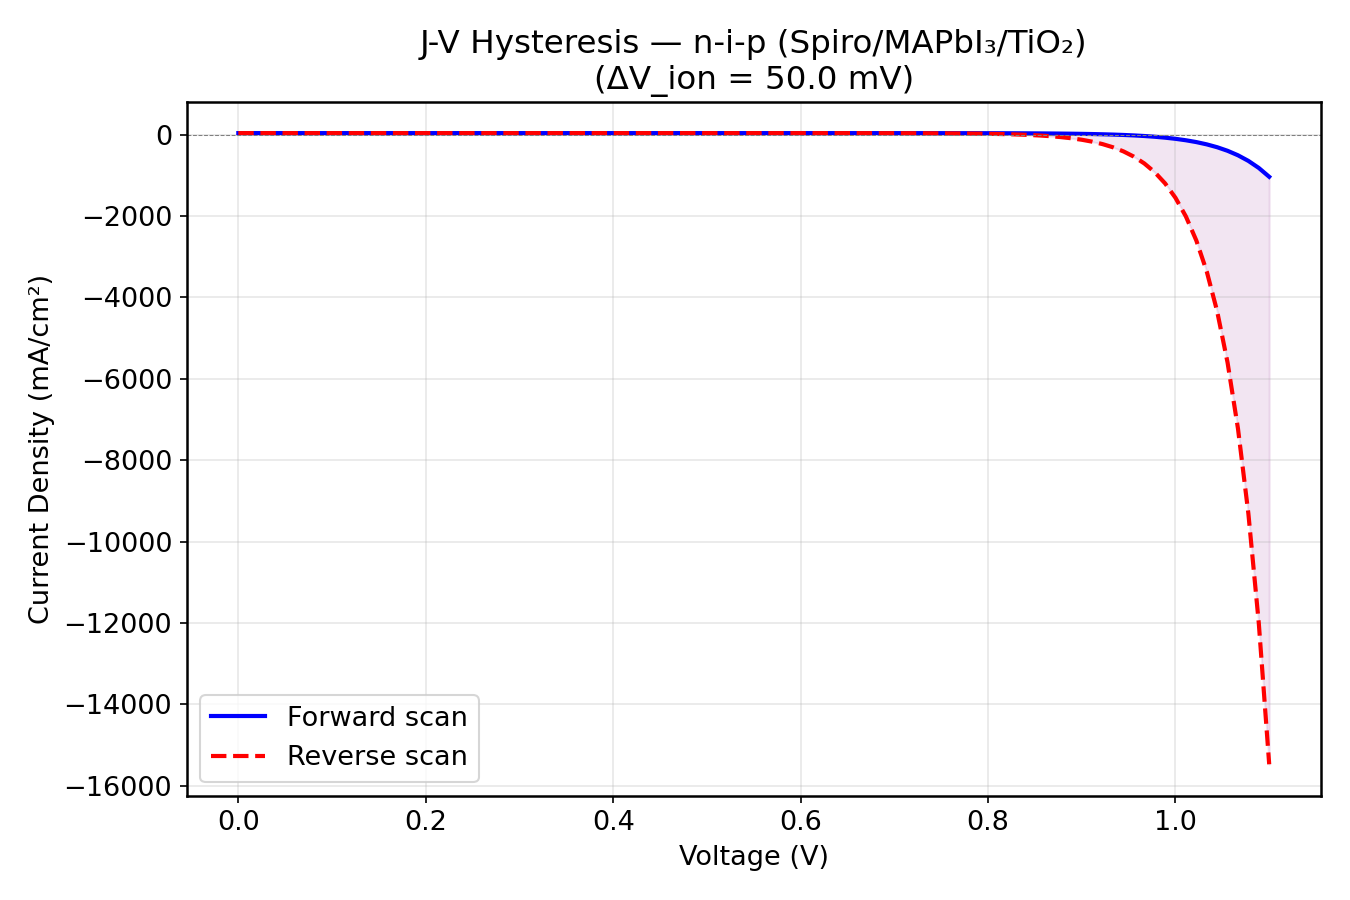 J-V Hysteresis — n-i-p (Spiro/MAPbI₃/TiO₂)
(ΔV_ion = 50.0 mV)
Current Density (mA/cm²)
0
−2000
−4000
−6000
−8000
−10000
−12000
−14000
−16000
Forward scan
Reverse scan
0.0 0.2 0.4 0.6 0.8 1.0
Voltage (V)